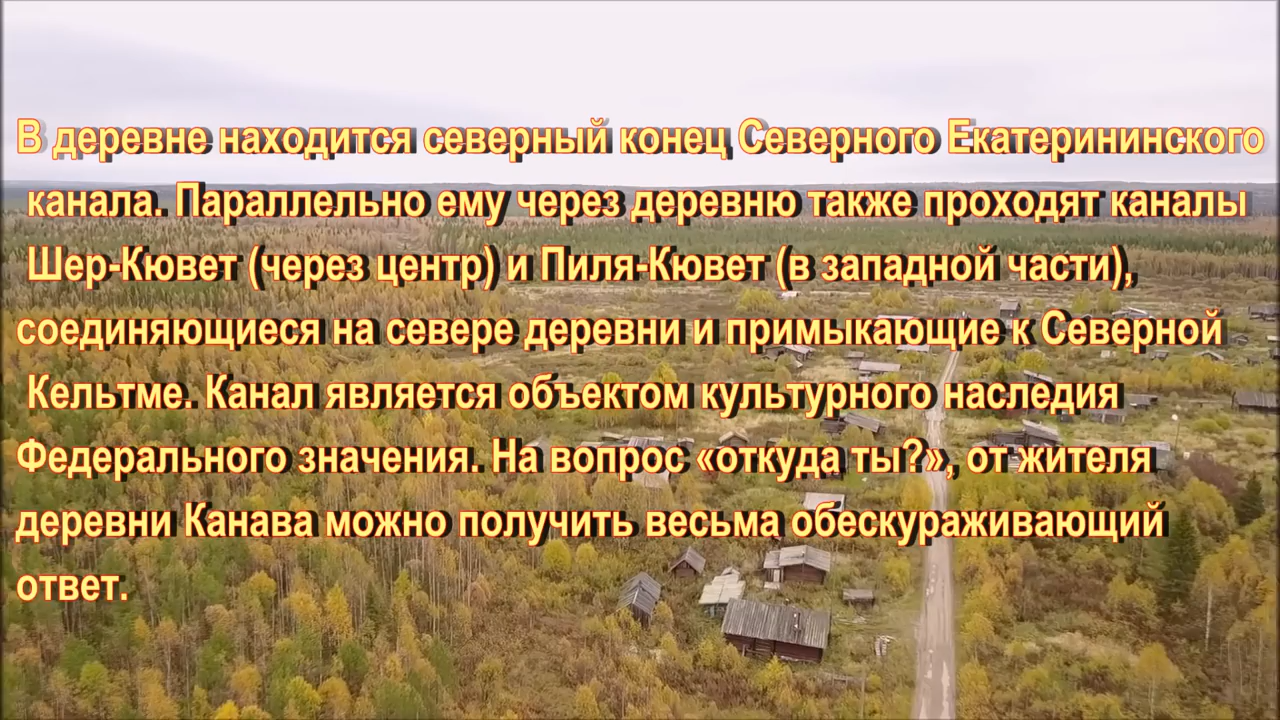 В деревне находится северный конец Северного Екатерининского
канала. Параллельно ему через деревню также проходят каналы
Шер-Кювет (через центр) и Пиля-Кювет (в западной части),
соединяющиеся на севере деревни и примыкающие к Северной
Кельтме. Канал является объектом культурного наследия
Федерального значения. На вопрос «откуда ты?», от жителя
деревни Канава можно получить весьма обескураживающий
ответ.